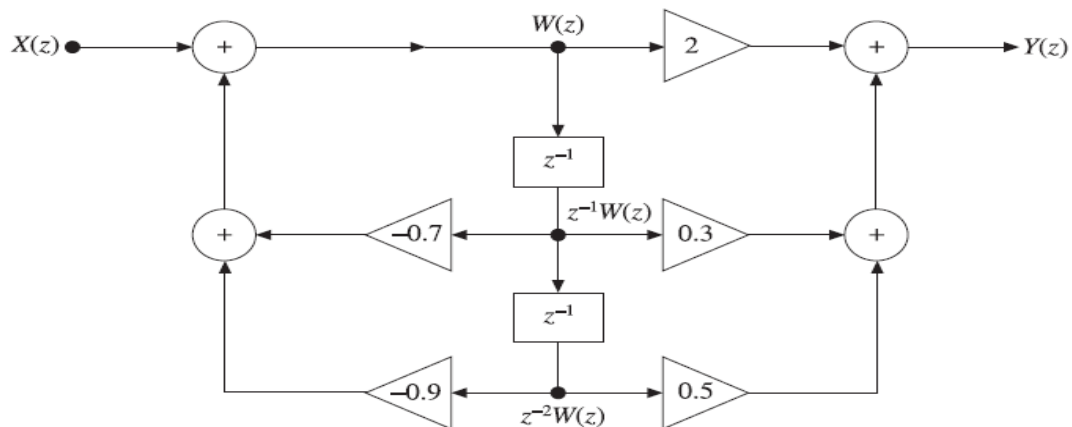 W(z)
X(z)
+
2
+
Y(z)
z⁻¹
z⁻¹W(z)
+
−0.7
0.3
+
z⁻¹
−0.9
0.5
z⁻²W(z)